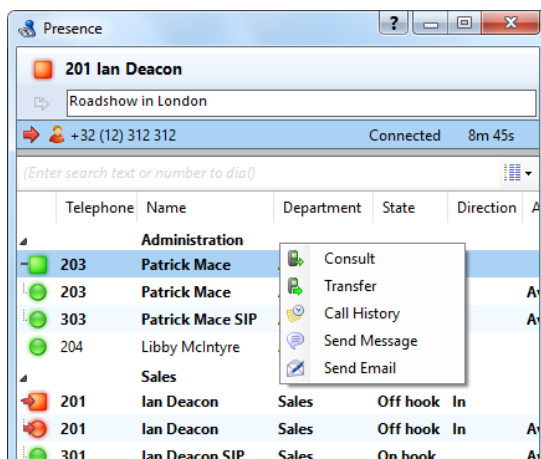 Presence
?
201 Ian Deacon
Roadshow in London
+32 (12) 312 312 Connected 8m 45s
(Enter search text or number to dial)
Telephone Name Department State Direction
Administration
203 Patrick Mace
Consult
203 Patrick Mace
Transfer
303 Patrick Mace SIP
Call History
204 Libby McIntyre
Send Message
Send Email
Sales
201 Ian Deacon Sales Off hook In
201 Ian Deacon Sales Off hook In
301 Ian Deacon SIP Sales On hook